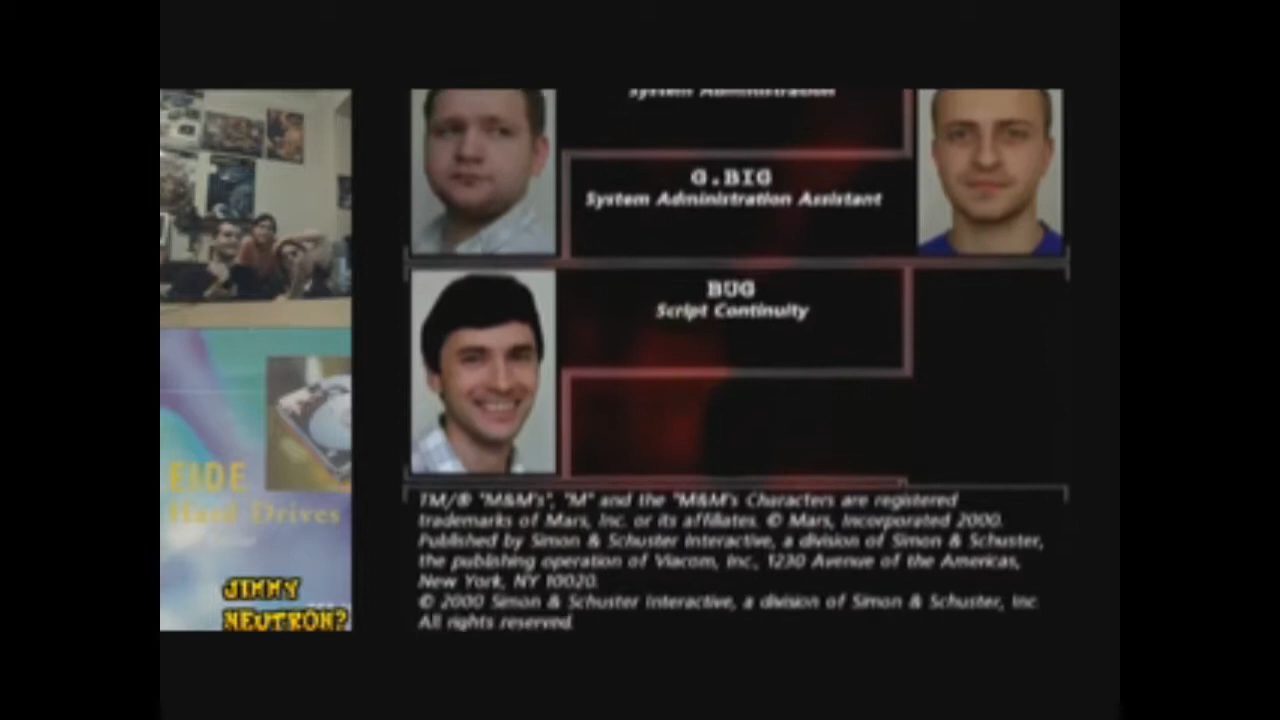 System Administration
G.BIG
System Administration Assistant
BUG
Script Continuity
EIDE
Hard Drives
JIMMY
NEUTRON?
TM/® "M&M's", "M" and the "M&M's Characters are registered
trademarks of Mars, Inc. or its affiliates. © Mars, Incorporated 2000.
Published by Simon & Schuster Interactive, a division of Simon & Schuster,
the publishing operation of Viacom, Inc., 1230 Avenue of the Americas,
New York, NY 10020.
© 2000 Simon & Schuster Interactive, a division of Simon & Schuster, Inc.
All rights reserved.